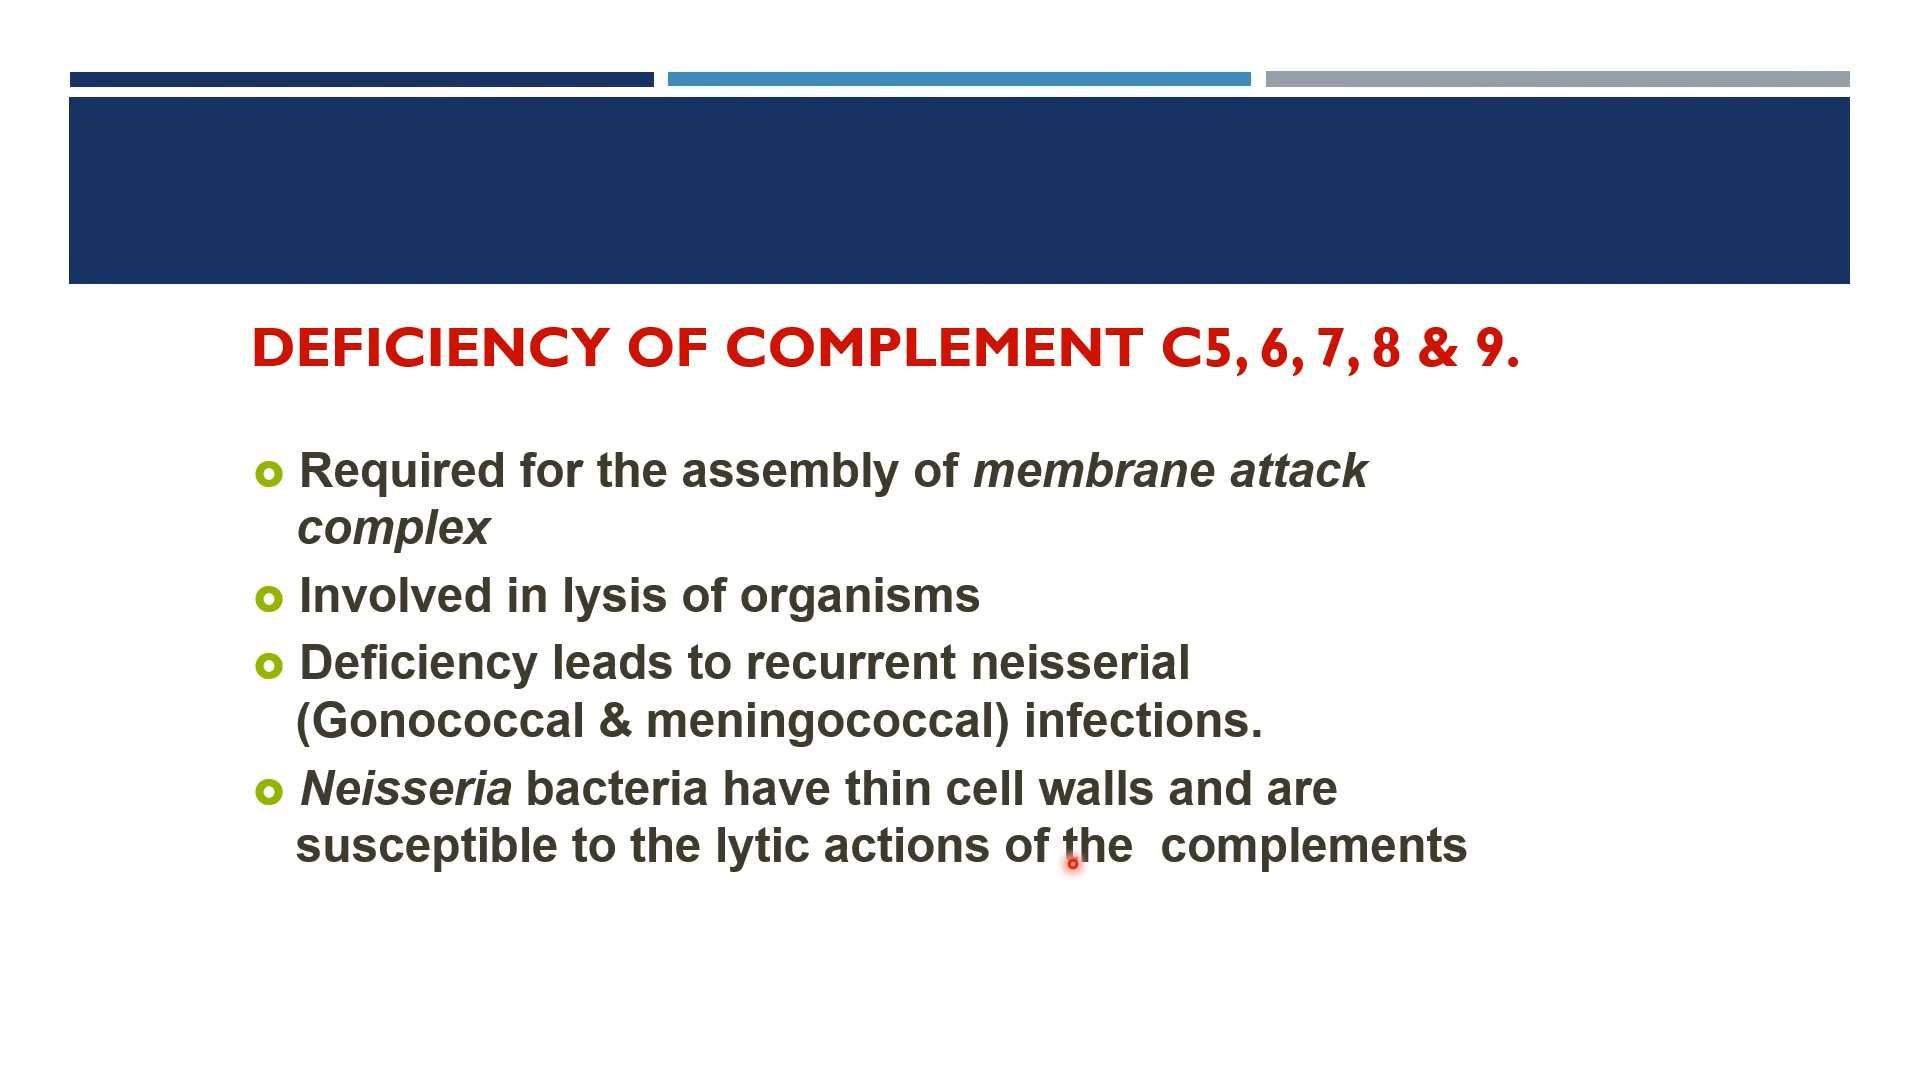 DEFICIENCY OF COMPLEMENT C5, 6, 7, 8 & 9.
Required for the assembly of membrane attack
complex
Involved in lysis of organisms
Deficiency leads to recurrent neisserial
(Gonococcal & meningococcal) infections.
Neisseria bacteria have thin cell walls and are
susceptible to the lytic actions of the  complements